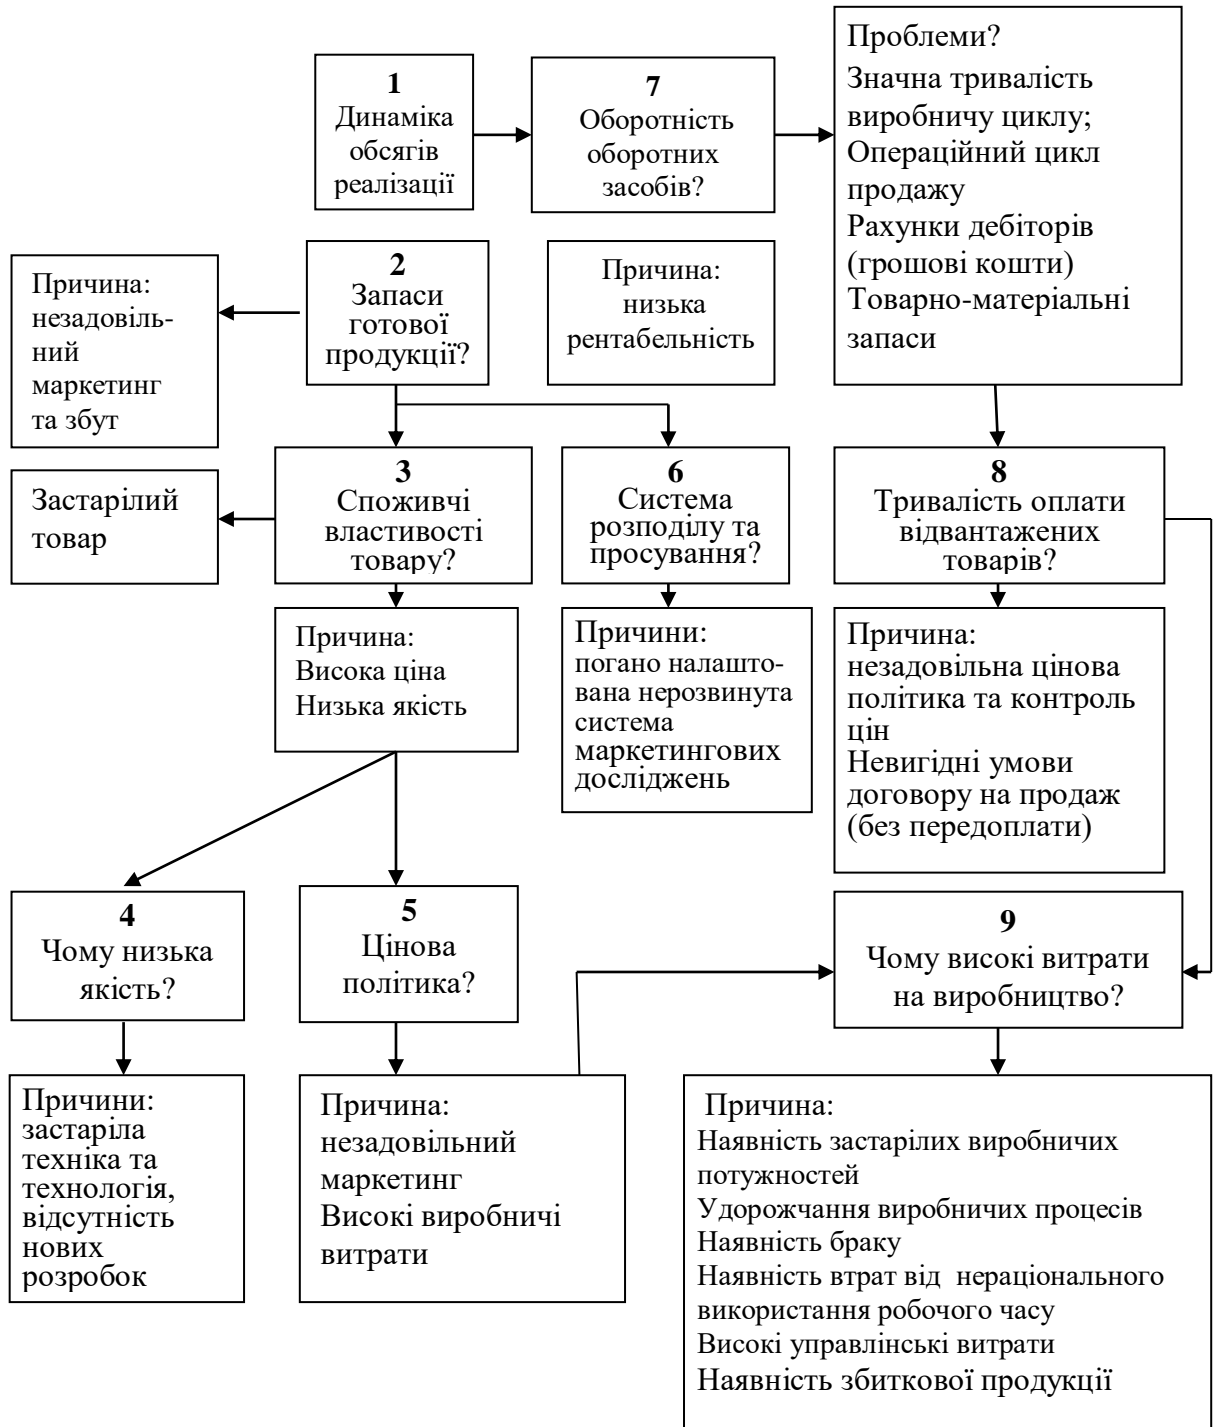 1
Динаміка
обсягів
реалізації
7
Оборотність
оборотних
засобів?
Проблеми?
Значна тривалість
виробничу циклу;
Операційний цикл
продажу
Рахунки дебіторів
(грошові кошти)
Товарно-матеріальні
запаси
Причина:
незадовіль-
ний
маркетинг
та збут
2
Запаси
готової
продукції?
Причина:
низька
рентабельність
Застарілий
товар
3
Споживчі
властивості
товару?
6
Система
розподілу та
просування?
8
Тривалість оплати
відвантажених
товарів?
Причина:
Висока ціна
Низька якість
Причини:
погано налашто-
вана нерозвинута
система
маркетингових
досліджень
Причина:
незадовільна цінова
політика та контроль
цін
Невигідні умови
договору на продаж
(без передоплати)
4
Чому низька
якість?
5
Цінова
політика?
9
Чому високі витрати
на виробництво?
Причини:
застаріла
техніка та
технологія,
відсутність
нових
розробок
Причина:
незадовільний
маркетинг
Високі виробничі
витрати
Причина:
Наявність застарілих виробничих
потужностей
Удорожчання виробничих процесів
Наявність браку
Наявність втрат від нераціонального
використання робочого часу
Високі управлінські витрати
Наявність збиткової продукції